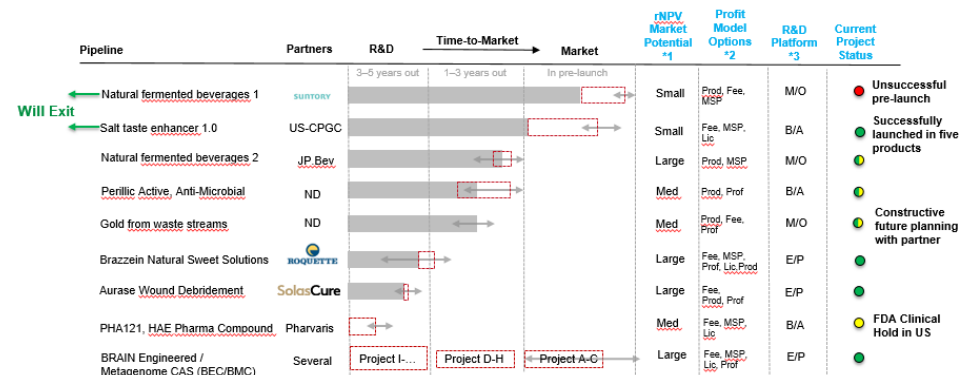 rNPV Market Potential *1
Profit Model Options *2
R&D Platform *3
Current Project Status
Pipeline Partners R&D Time-to-Market Market
3–5 years out 1–3 years out In pre-launch
Will Exit
Natural fermented beverages 1 SUNTORY Small Prod, Fee, MSP M/O Unsuccessful pre-launch
Salt taste enhancer 1.0 US-CPGC Small Fee, MSP, Lic B/A Successfully launched in five products
Natural fermented beverages 2 JP.Bev Large Prod, MSP M/O
Perillic Active, Anti-Microbial ND Med Prod, Prof B/A
Gold from waste streams ND Med Prod, Fee, Prof M/O Constructive future planning with partner
Brazzein Natural Sweet Solutions ROQUETTE Large Fee, MSP, Prof, Lic,Prod E/P
Aurase Wound Debridement SolasCure Large Fee, Prod, Prof E/P
PHA121, HAE Pharma Compound Pharvaris Med Fee, MSP, Lic B/A FDA Clinical Hold in US
BRAIN Engineered / Metagenome CAS (BEC/BMC) Several Project I-... Project D-H Project A-C Large Fee, MSP, Lic, Prof E/P